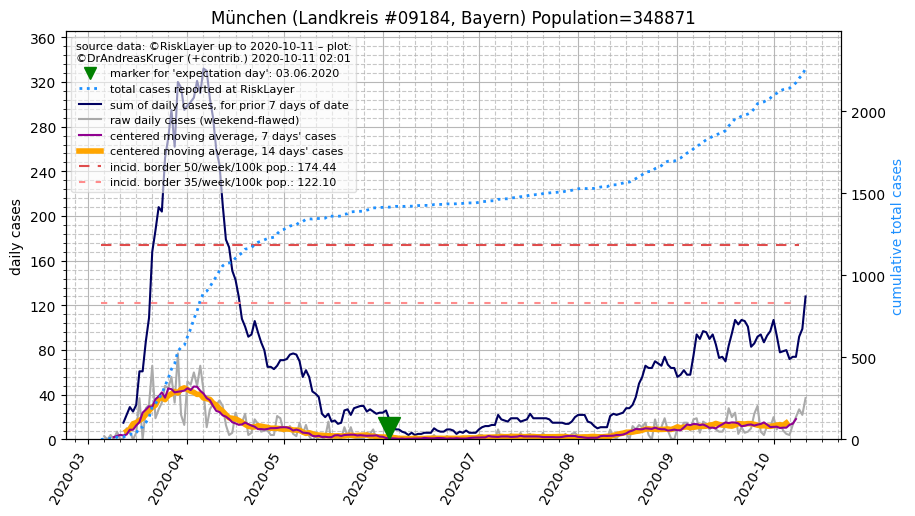 München (Landkreis #09184, Bayern) Population=348871
source data: ©RiskLayer up to 2020-10-11 – plot:
©DrAndreasKruger (+contrib.) 2020-10-11 02:01
marker for 'expectation day': 03.06.2020
total cases reported at RiskLayer
sum of daily cases, for prior 7 days of date
raw daily cases (weekend-flawed)
centered moving average, 7 days' cases
centered moving average, 14 days' cases
incid. border 50/week/100k pop.: 174.44
incid. border 35/week/100k pop.: 122.10
daily cases
360
320
280
240
200
160
120
80
40
0
cumulative total cases
2000
1500
1000
500
0
2020-03
2020-04
2020-05
2020-06
2020-07
2020-08
2020-09
2020-10